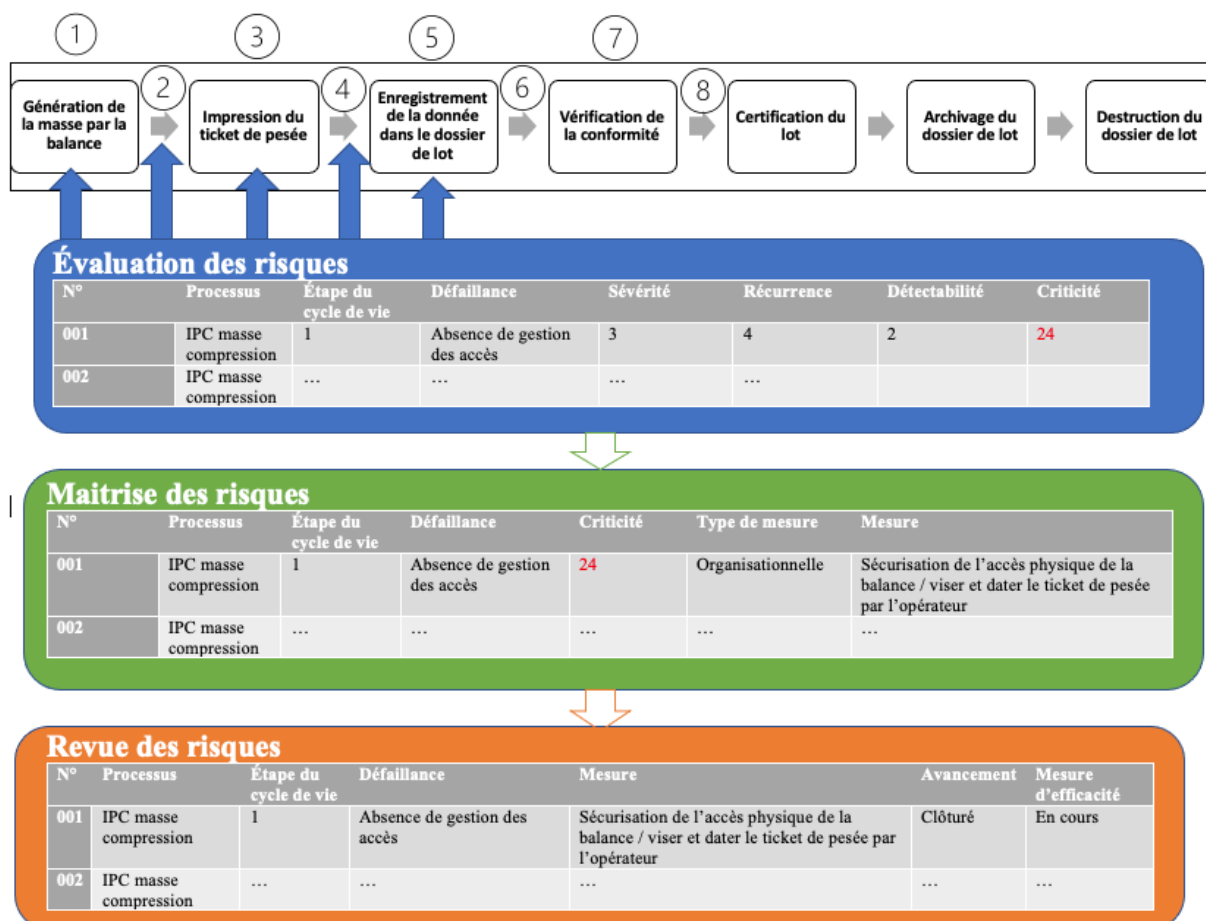 1 3 5 7
2 4 6 8
Génération de
la masse par la
balance
Impression du
ticket de pesée
Enregistrement
de la donnée
dans le dossier
de lot
Vérification de
la conformité
Certification du
lot
Archivage du
dossier de lot
Destruction du
dossier de lot
Évaluation des risques
N° Processus Étape du Défaillance Sévérité Récurrence Détectabilité Criticité
cycle de vie
001 IPC masse 1 Absence de gestion 3 4 2 24
compression des accès
002 IPC masse … … … …
compression
Maitrise des risques
N° Processus Étape du Défaillance Criticité Type de mesure Mesure
cycle de vie
001 IPC masse 1 Absence de gestion 24 Organisationnelle Sécurisation de l’accès physique de la
compression des accès balance / viser et dater le ticket de pesée
par l’opérateur
002 IPC masse … … … … …
compression
Revue des risques
N° Processus Étape du Défaillance Mesure Avancement Mesure
cycle de vie d’efficacité
001 IPC masse 1 Absence de gestion des Sécurisation de l’accès physique de la Clôturé En cours
compression accès balance / viser et dater le ticket de pesée par
l’opérateur
002 IPC masse … … … … …
compression